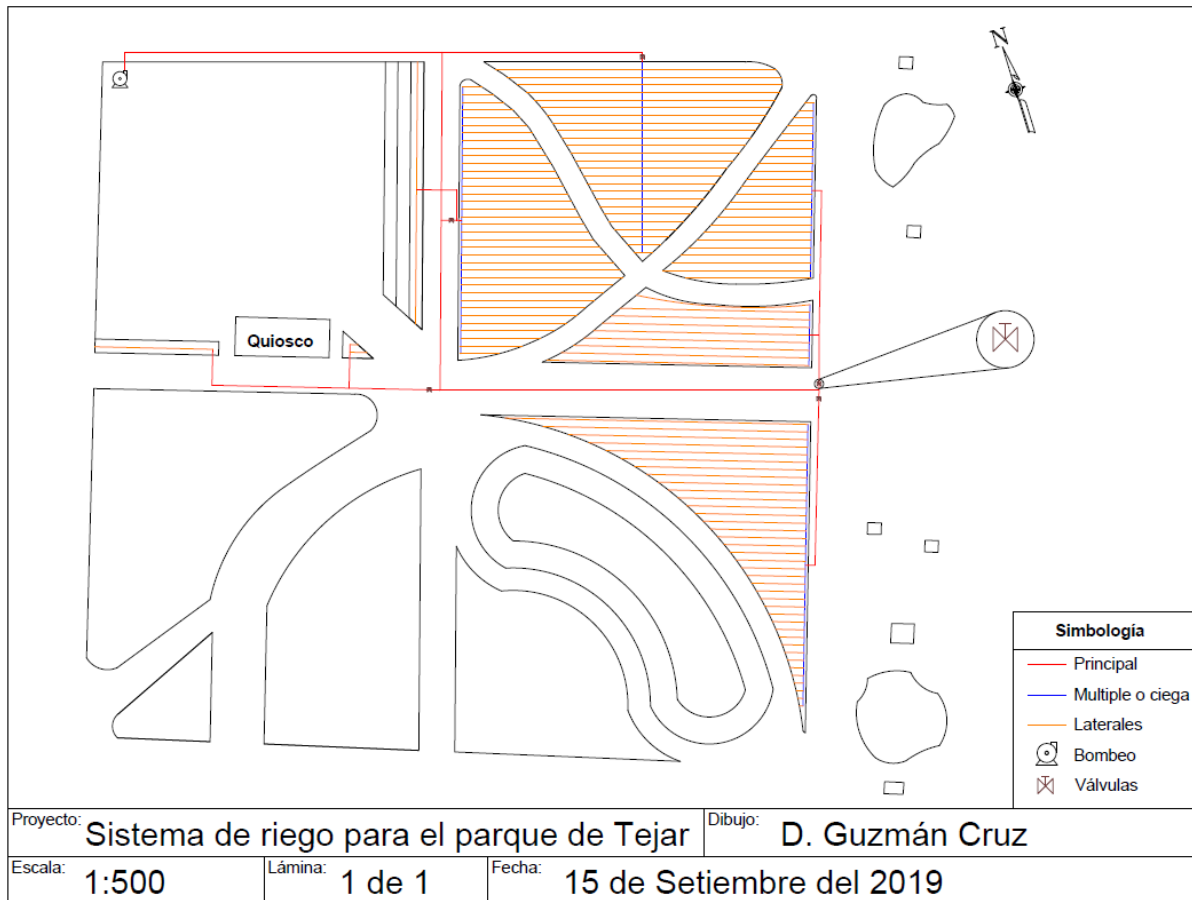 N
Quiosco
Simbología
Principal
Multiple o ciega
Laterales
Bombeo
Válvulas
Proyecto: Sistema de riego para el parque de Tejar
Dibujo: D. Guzmán Cruz
Escala: 1:500
Lámina: 1 de 1
Fecha: 15 de Setiembre del 2019